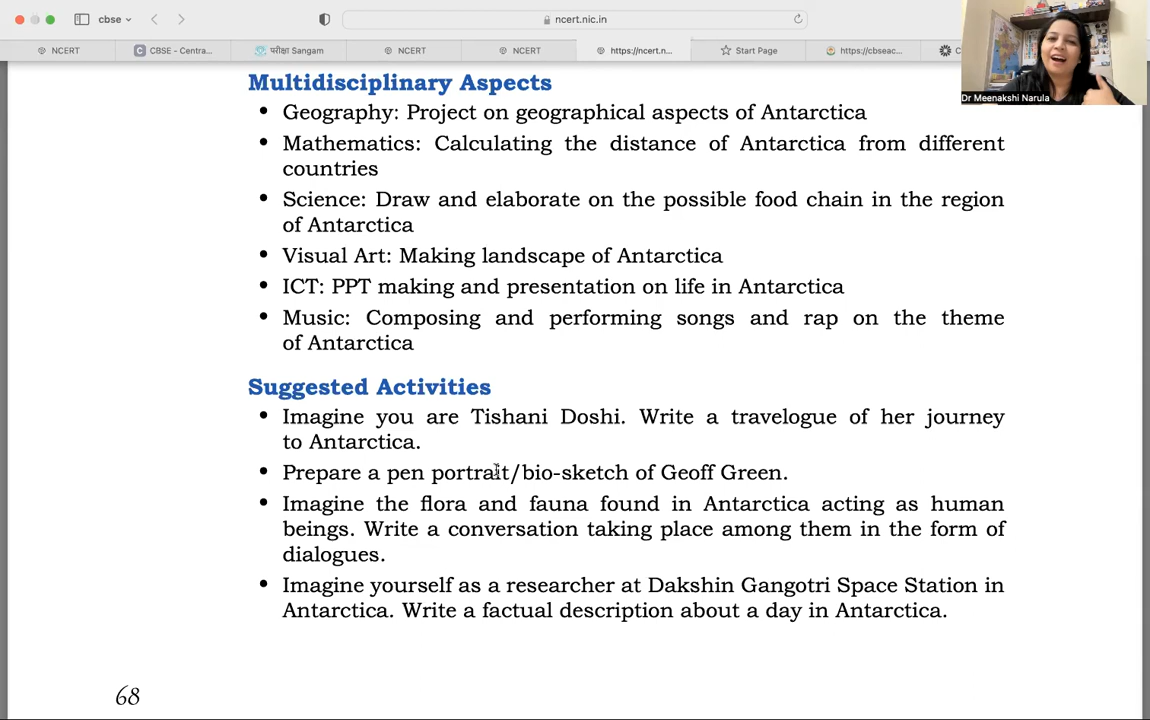 cbse
ncert.nic.in
NCERT
CBSE - Centra...
परीक्षा Sangam
NCERT
NCERT
https://ncert.n...
Start Page
https://cbseac...
C
Dr Meenakshi Narula
Multidisciplinary Aspects
• Geography: Project on geographical aspects of Antarctica
• Mathematics: Calculating the distance of Antarctica from different
countries
• Science: Draw and elaborate on the possible food chain in the region
of Antarctica
• Visual Art: Making landscape of Antarctica
• ICT: PPT making and presentation on life in Antarctica
• Music: Composing and performing songs and rap on the theme
of Antarctica
Suggested Activities
• Imagine you are Tishani Doshi. Write a travelogue of her journey
to Antarctica.
• Prepare a pen portrait/bio-sketch of Geoff Green.
• Imagine the flora and fauna found in Antarctica acting as human
beings. Write a conversation taking place among them in the form of
dialogues.
• Imagine yourself as a researcher at Dakshin Gangotri Space Station in
Antarctica. Write a factual description about a day in Antarctica.
68